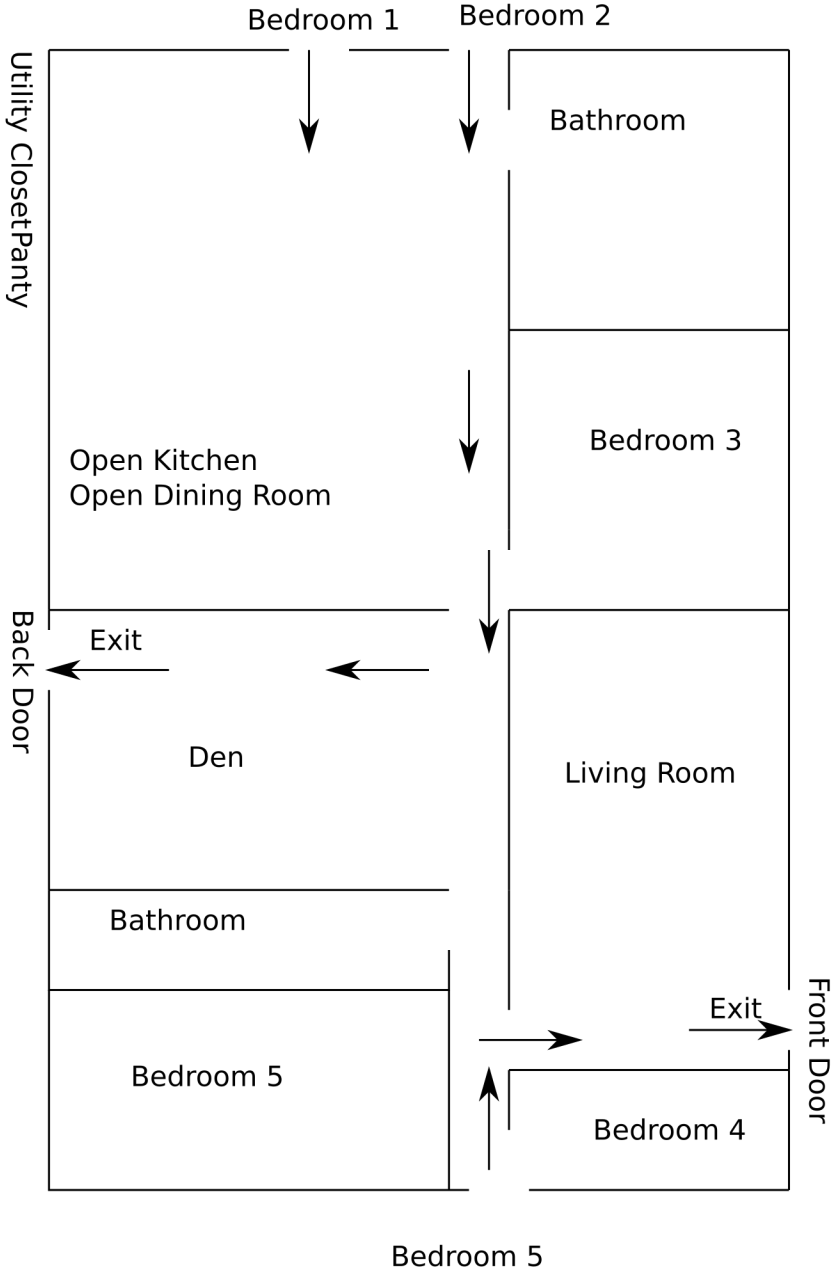 Bedroom 1
Bedroom 2
Utility ClosetPanty
Bathroom
Bedroom 3
Open Kitchen
Open Dining Room
Back Door
Exit
Den
Living Room
Bathroom
Exit
Front Door
Bedroom 5
Bedroom 4
Bedroom 5